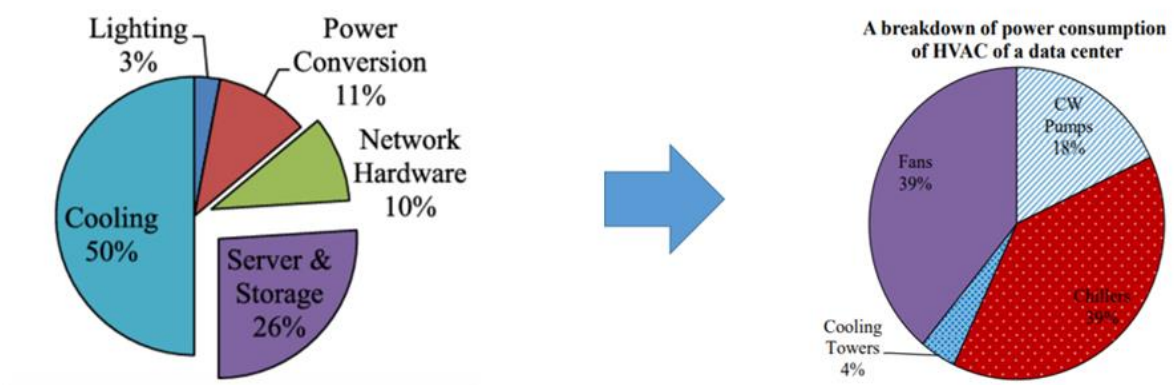 Lighting
3%
Power
Conversion
11%
Network
Hardware
10%
Server &
Storage
26%
Cooling
50%
A breakdown of power consumption
of HVAC of a data center
CW
Pumps
18%
Chillers
39%
Cooling
Towers
4%
Fans
39%